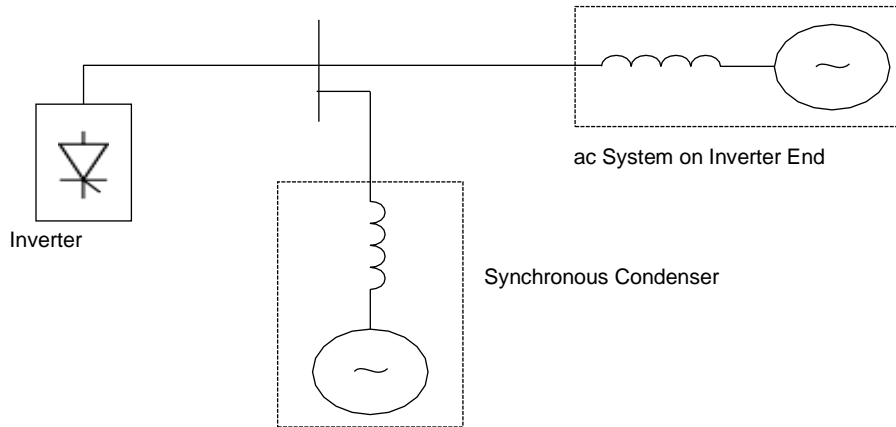 ac System on Inverter End
Inverter
Synchronous Condenser